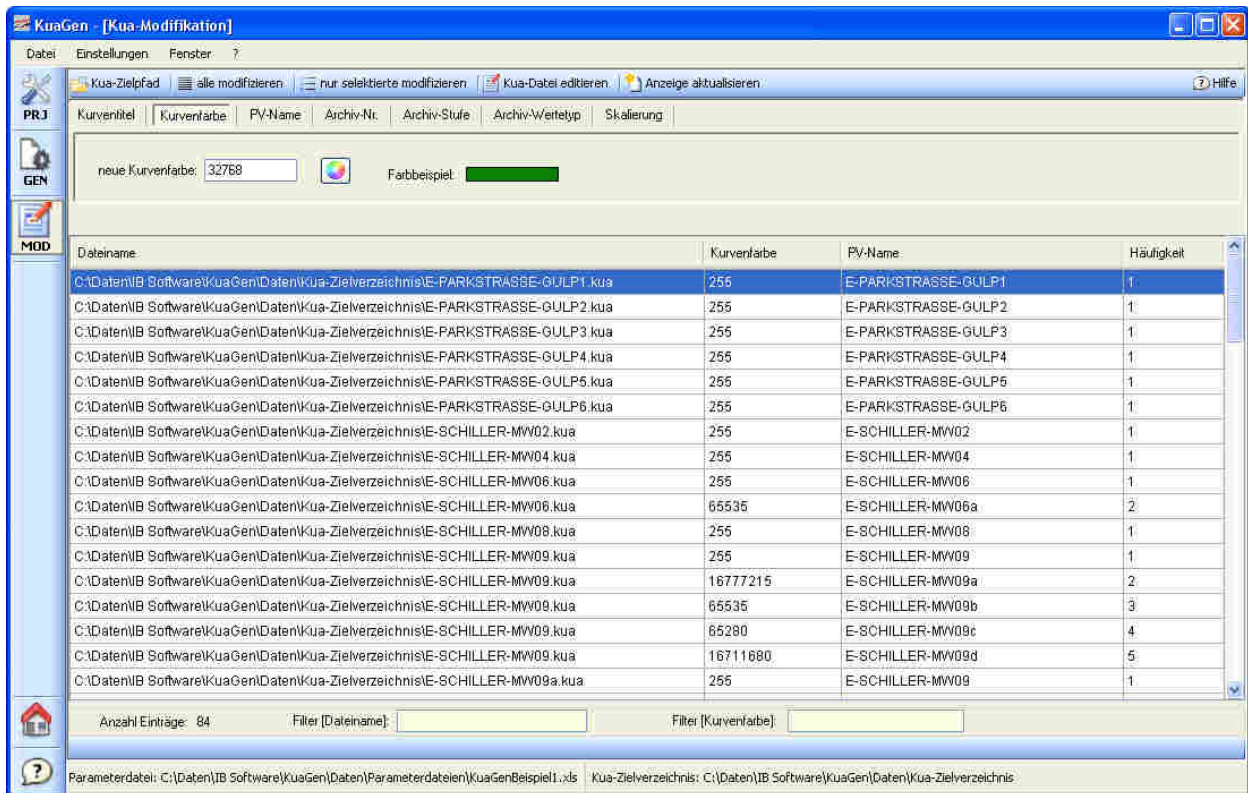 KuaGen - [Kua-Modifikation]
Datei Einstellungen Fenster ?
Kua-Zielpfad alle modifizieren nur selektierte modifizieren Kua-Datei editieren Anzeige aktualisieren Hilfe
PRJ
GEN
MOD
Kurventitel Kurvenfarbe PV-Name Archiv-Nr. Archiv-Stufe Archiv-Wertetyp Skalierung
neue Kurvenfarbe: 32768 Farbbeispiel:
Dateiname Kurvenfarbe PV-Name Häufigkeit
C:\Daten\IB Software\KuaGen\Daten\Kua-Zielverzeichnis\E-PARKSTRASSE-GULP1.kua 255 E-PARKSTRASSE-GULP1 1
C:\Daten\IB Software\KuaGen\Daten\Kua-Zielverzeichnis\E-PARKSTRASSE-GULP2.kua 255 E-PARKSTRASSE-GULP2 1
C:\Daten\IB Software\KuaGen\Daten\Kua-Zielverzeichnis\E-PARKSTRASSE-GULP3.kua 255 E-PARKSTRASSE-GULP3 1
C:\Daten\IB Software\KuaGen\Daten\Kua-Zielverzeichnis\E-PARKSTRASSE-GULP4.kua 255 E-PARKSTRASSE-GULP4 1
C:\Daten\IB Software\KuaGen\Daten\Kua-Zielverzeichnis\E-PARKSTRASSE-GULP5.kua 255 E-PARKSTRASSE-GULP5 1
C:\Daten\IB Software\KuaGen\Daten\Kua-Zielverzeichnis\E-PARKSTRASSE-GULP6.kua 255 E-PARKSTRASSE-GULP6 1
C:\Daten\IB Software\KuaGen\Daten\Kua-Zielverzeichnis\E-SCHILLER-MW02.kua 255 E-SCHILLER-MW02 1
C:\Daten\IB Software\KuaGen\Daten\Kua-Zielverzeichnis\E-SCHILLER-MW04.kua 255 E-SCHILLER-MW04 1
C:\Daten\IB Software\KuaGen\Daten\Kua-Zielverzeichnis\E-SCHILLER-MW06.kua 255 E-SCHILLER-MW06 1
C:\Daten\IB Software\KuaGen\Daten\Kua-Zielverzeichnis\E-SCHILLER-MW06.kua 65535 E-SCHILLER-MW06a 2
C:\Daten\IB Software\KuaGen\Daten\Kua-Zielverzeichnis\E-SCHILLER-MW08.kua 255 E-SCHILLER-MW08 1
C:\Daten\IB Software\KuaGen\Daten\Kua-Zielverzeichnis\E-SCHILLER-MW09.kua 255 E-SCHILLER-MW09 1
C:\Daten\IB Software\KuaGen\Daten\Kua-Zielverzeichnis\E-SCHILLER-MW09.kua 16777215 E-SCHILLER-MW09a 2
C:\Daten\IB Software\KuaGen\Daten\Kua-Zielverzeichnis\E-SCHILLER-MW09.kua 65535 E-SCHILLER-MW09b 3
C:\Daten\IB Software\KuaGen\Daten\Kua-Zielverzeichnis\E-SCHILLER-MW09.kua 65280 E-SCHILLER-MW09c 4
C:\Daten\IB Software\KuaGen\Daten\Kua-Zielverzeichnis\E-SCHILLER-MW09.kua 16711680 E-SCHILLER-MW09d 5
C:\Daten\IB Software\KuaGen\Daten\Kua-Zielverzeichnis\E-SCHILLER-MW09a.kua 255 E-SCHILLER-MW09 1
Anzahl Einträge: 84 Filter [Dateiname]: Filter [Kurvenfarbe]:
Parameterdatei: C:\Daten\IB Software\KuaGen\Daten\Parameterdateien\KuaGenBeispiel1.xls Kua-Zielverzeichnis: C:\Daten\IB Software\KuaGen\Daten\Kua-Zielverzeichnis